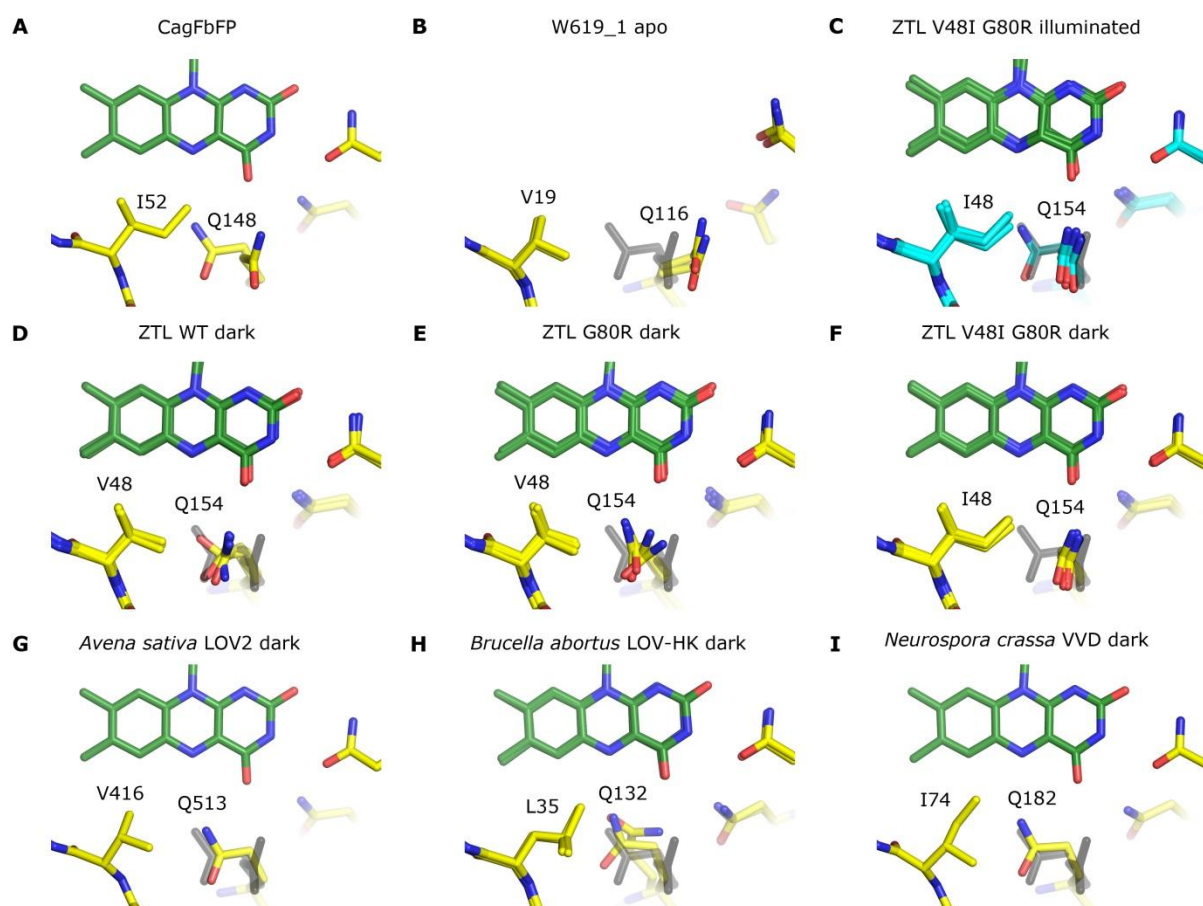 A CagFbFP
I52
Q148
B W619_1 apo
V19
Q116
C ZTL V48I G80R illuminated
I48
Q154
D ZTL WT dark
V48
Q154
E ZTL G80R dark
V48
Q154
F ZTL V48I G80R dark
I48
Q154
G Avena sativa LOV2 dark
V416
Q513
H Brucella abortus LOV-HK dark
L35
Q132
I Neurospora crassa VVD dark
I74
Q182